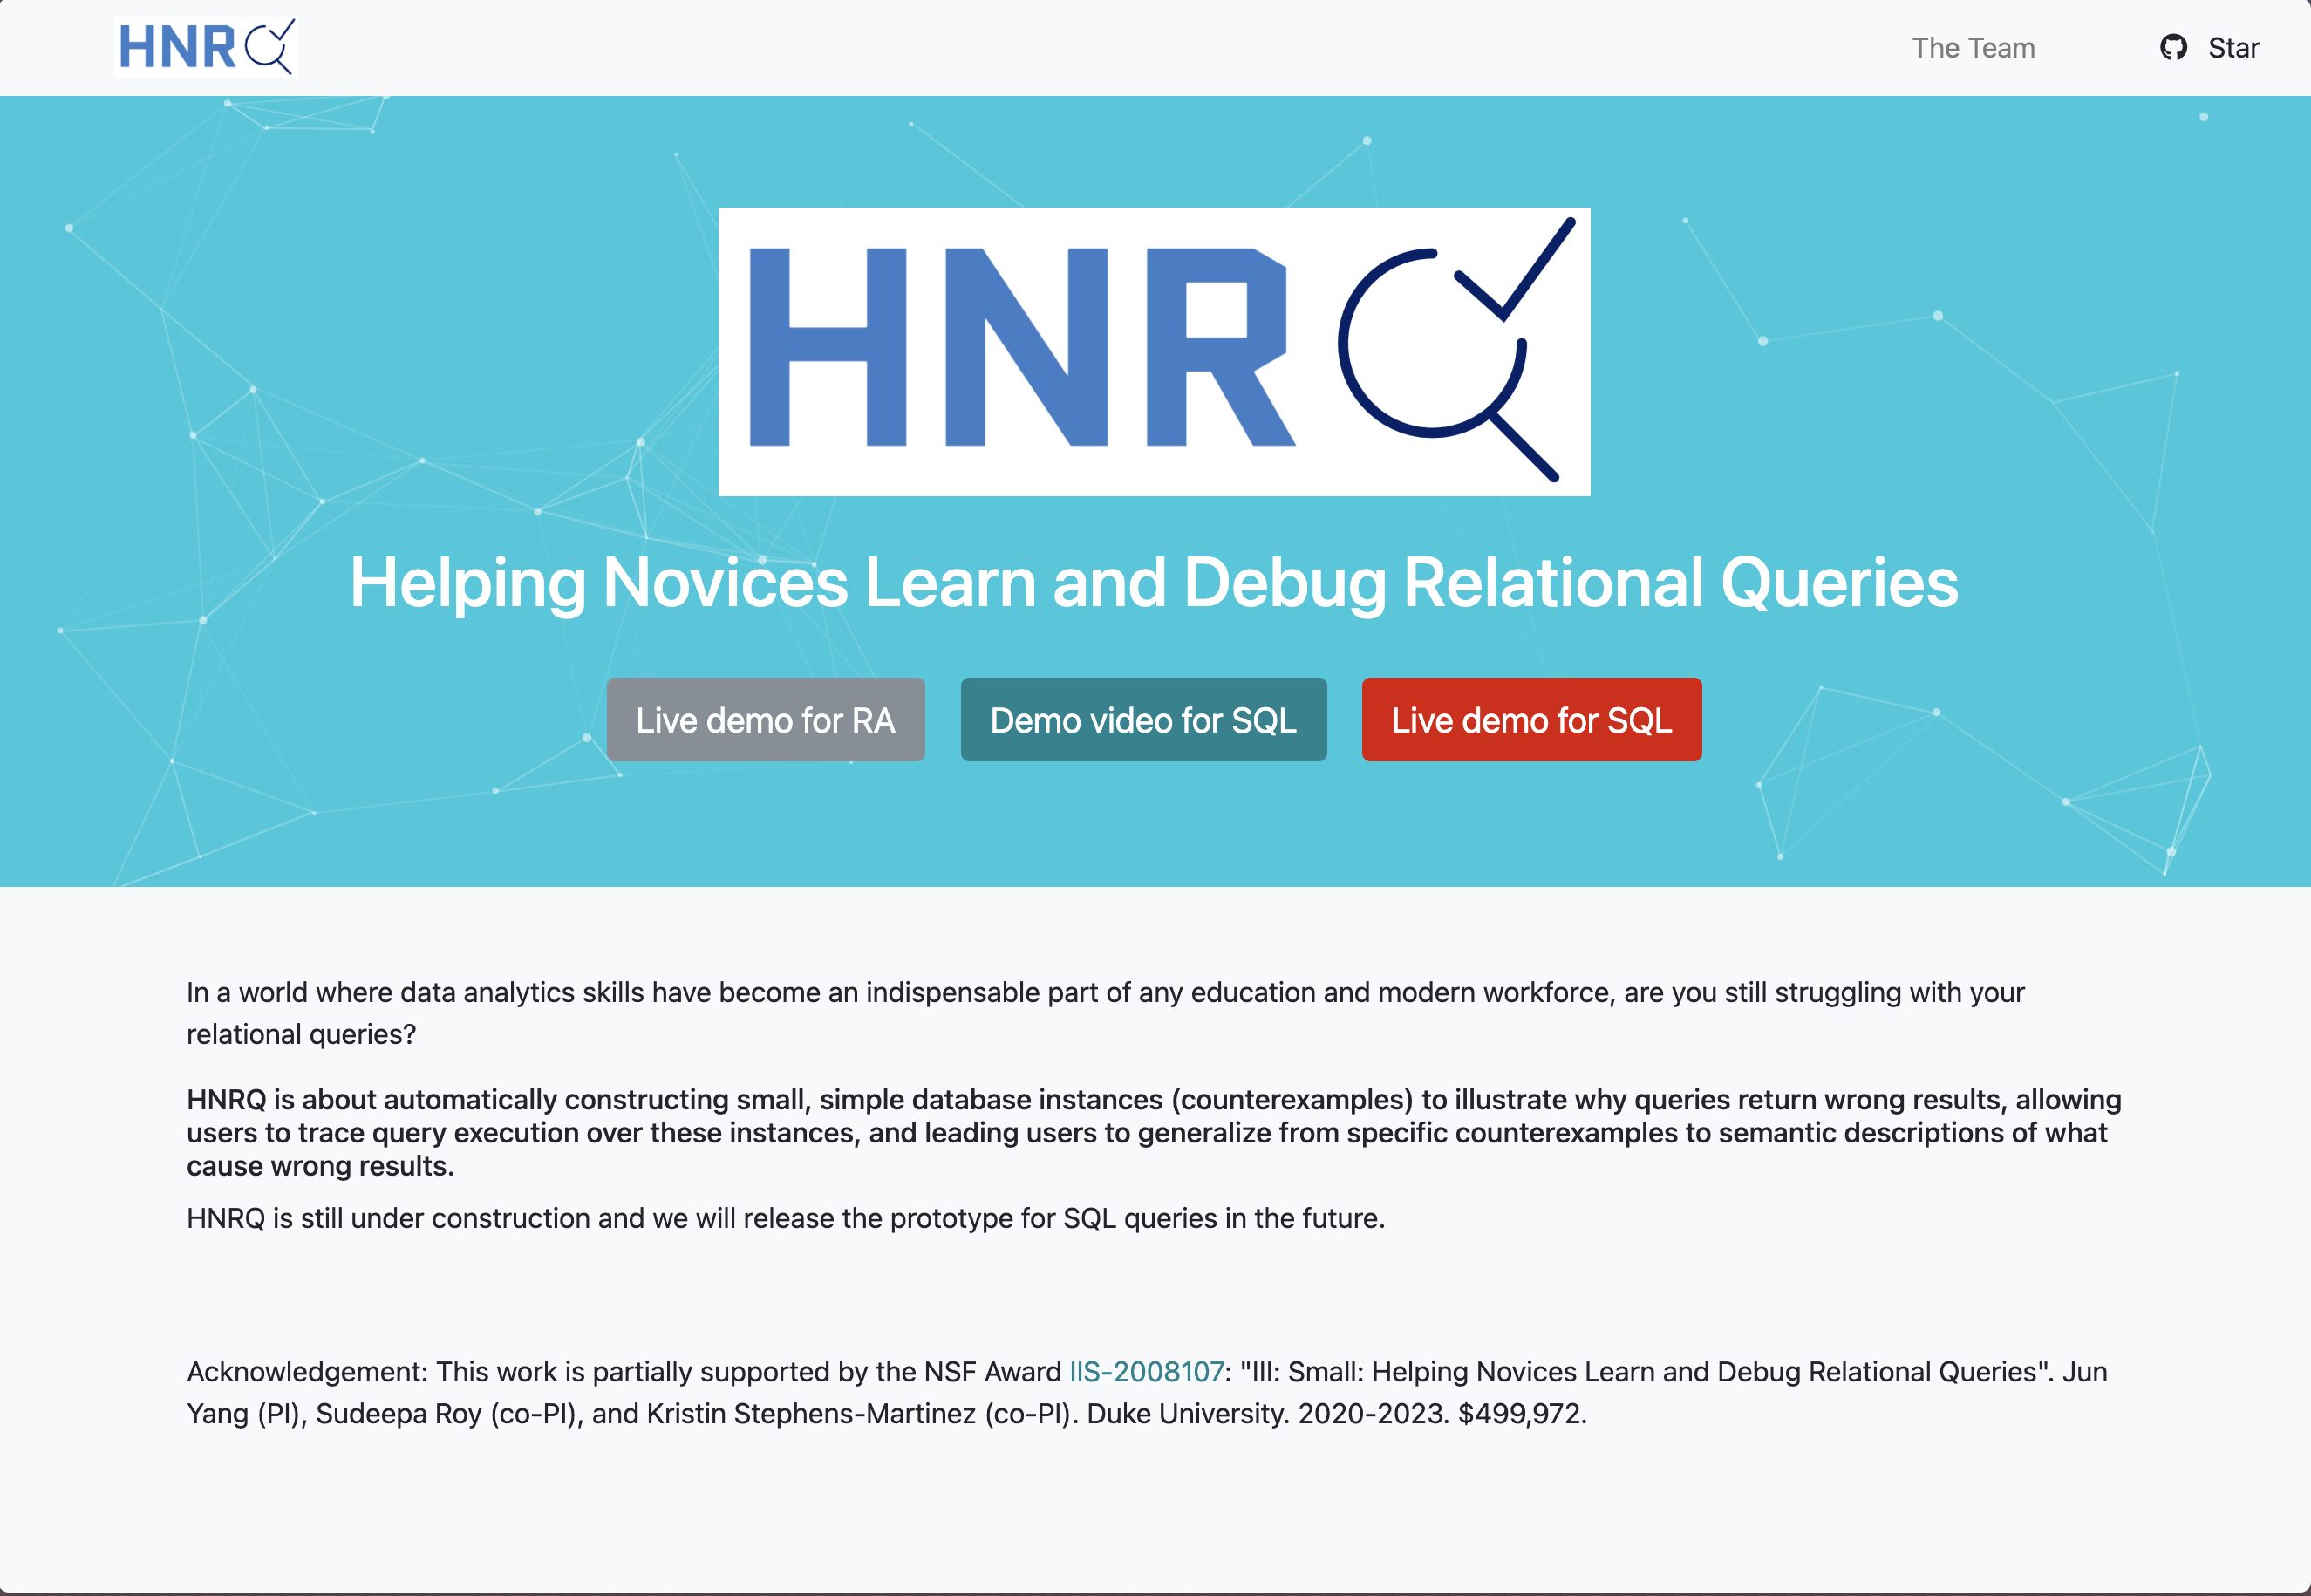 HNRQ
The Team
Star
HNRQ
Helping Novices Learn and Debug Relational Queries
Live demo for RA
Demo video for SQL
Live demo for SQL
In a world where data analytics skills have become an indispensable part of any education and modern workforce, are you still struggling with your
relational queries?
HNRQ is about automatically constructing small, simple database instances (counterexamples) to illustrate why queries return wrong results, allowing
users to trace query execution over these instances, and leading users to generalize from specific counterexamples to semantic descriptions of what
cause wrong results.
HNRQ is still under construction and we will release the prototype for SQL queries in the future.
Acknowledgement: This work is partially supported by the NSF Award IIS-2008107: "III: Small: Helping Novices Learn and Debug Relational Queries". Jun
Yang (PI), Sudeepa Roy (co-PI), and Kristin Stephens-Martinez (co-PI). Duke University. 2020-2023. $499,972.